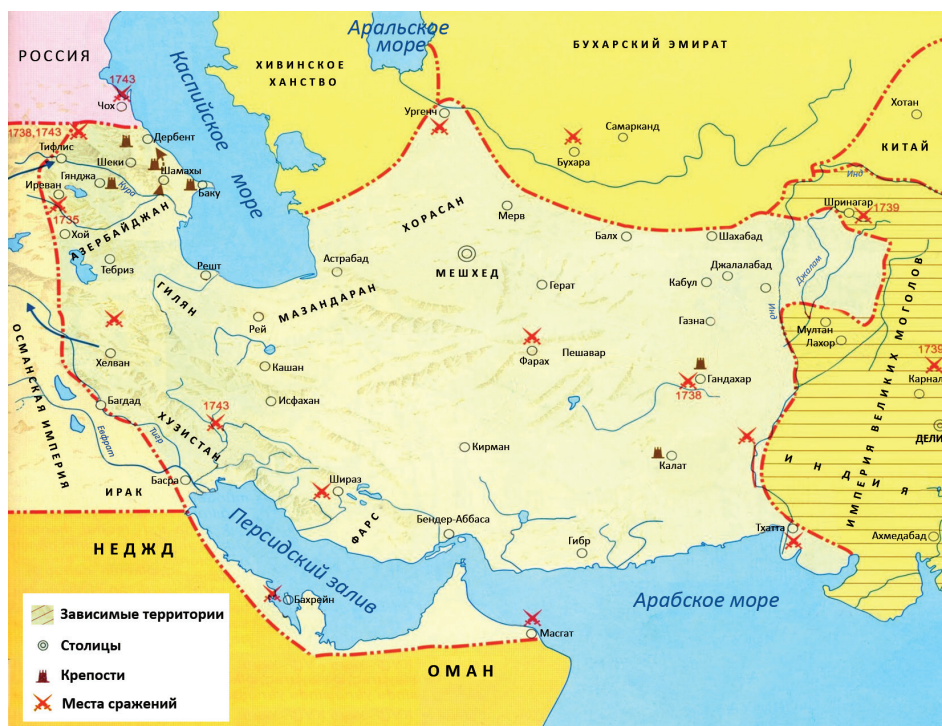 Аральское
море
БУХАРСКИЙ ЭМИРАТ
РОССИЯ
ХИВИНСКОЕ
ХАНСТВО
Каспийское
море
1743
Чох
Ургенч
Хотан
КИТАЙ
1738,1743
Дербент
Самарканд
Бухара
Тифлис
Шеки
Шамахы
Гянджа
Кура
Баку
Иреван
1735
Хой
АЗЕРБАЙДЖАН
Тебриз
Решт
ГИЛЯН
Астрабад
МАЗАНДАРАН
ХОРАСАН
Мерв
МЕШХЕД
Балх
Шахабад
Инд
Шринагар
1739
Джалам
Джалалабад
Кабул
Герат
Инд
Рей
Газна
Мултан
Лахор
ОСМАНСКАЯ ИМПЕРИЯ
Хелван
Кашан
Фарах
Пешавар
Гандахар
1738
1739
Карнал
ДЕЛИ
ИМПЕРИЯ ВЕЛИКИХ МОГОЛОВ
ИНДИЯ
Багдад
Евфрат
Тигр
ХУЗИСТАН
1743
Исфахан
Кирман
Калат
ИРАК
Басра
Шираз
ФАРС
Бендер-Аббаса
Гибр
Тхатта
Ахмедабад
НЕДЖД
Персидский залив
Бахрейн
Арабское море
Масгат
ОМАН
Зависимые территории
Столицы
Крепости
Места сражений